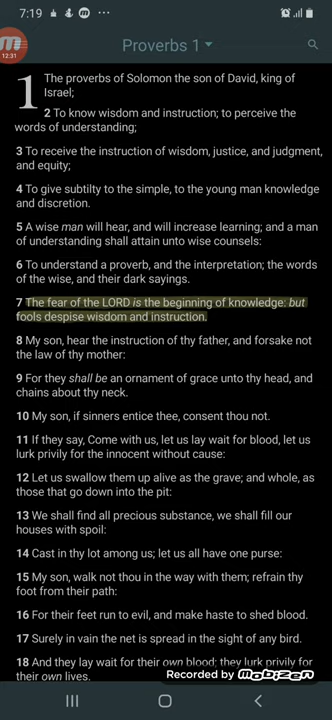 7:19
12:31
Proverbs 1
1 The proverbs of Solomon the son of David, king of
Israel;
2 To know wisdom and instruction; to perceive the
words of understanding;
3 To receive the instruction of wisdom, justice, and judgment,
and equity;
4 To give subtilty to the simple, to the young man knowledge
and discretion.
5 A wise man will hear, and will increase learning; and a man
of understanding shall attain unto wise counsels:
6 To understand a proverb, and the interpretation; the words
of the wise, and their dark sayings.
7 The fear of the LORD is the beginning of knowledge: but
fools despise wisdom and instruction.
8 My son, hear the instruction of thy father, and forsake not
the law of thy mother:
9 For they shall be an ornament of grace unto thy head, and
chains about thy neck.
10 My son, if sinners entice thee, consent thou not.
11 If they say, Come with us, let us lay wait for blood, let us
lurk privily for the innocent without cause:
12 Let us swallow them up alive as the grave; and whole, as
those that go down into the pit:
13 We shall find all precious substance, we shall fill our
houses with spoil:
14 Cast in thy lot among us; let us all have one purse:
15 My son, walk not thou in the way with them; refrain thy
foot from their path:
16 For their feet run to evil, and make haste to shed blood.
17 Surely in vain the net is spread in the sight of any bird.
18 And they lay wait for their own blood; they lurk privily for
their own lives.
Recorded by mobizen